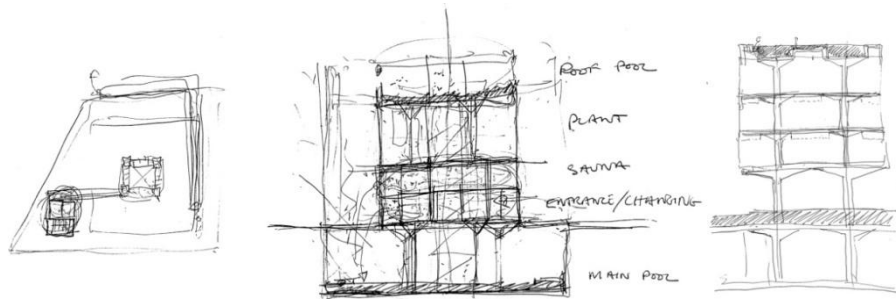 ROOF POOL
PLANT
SAUNA
ENTRANCE/CHANGING
MAIN POOL